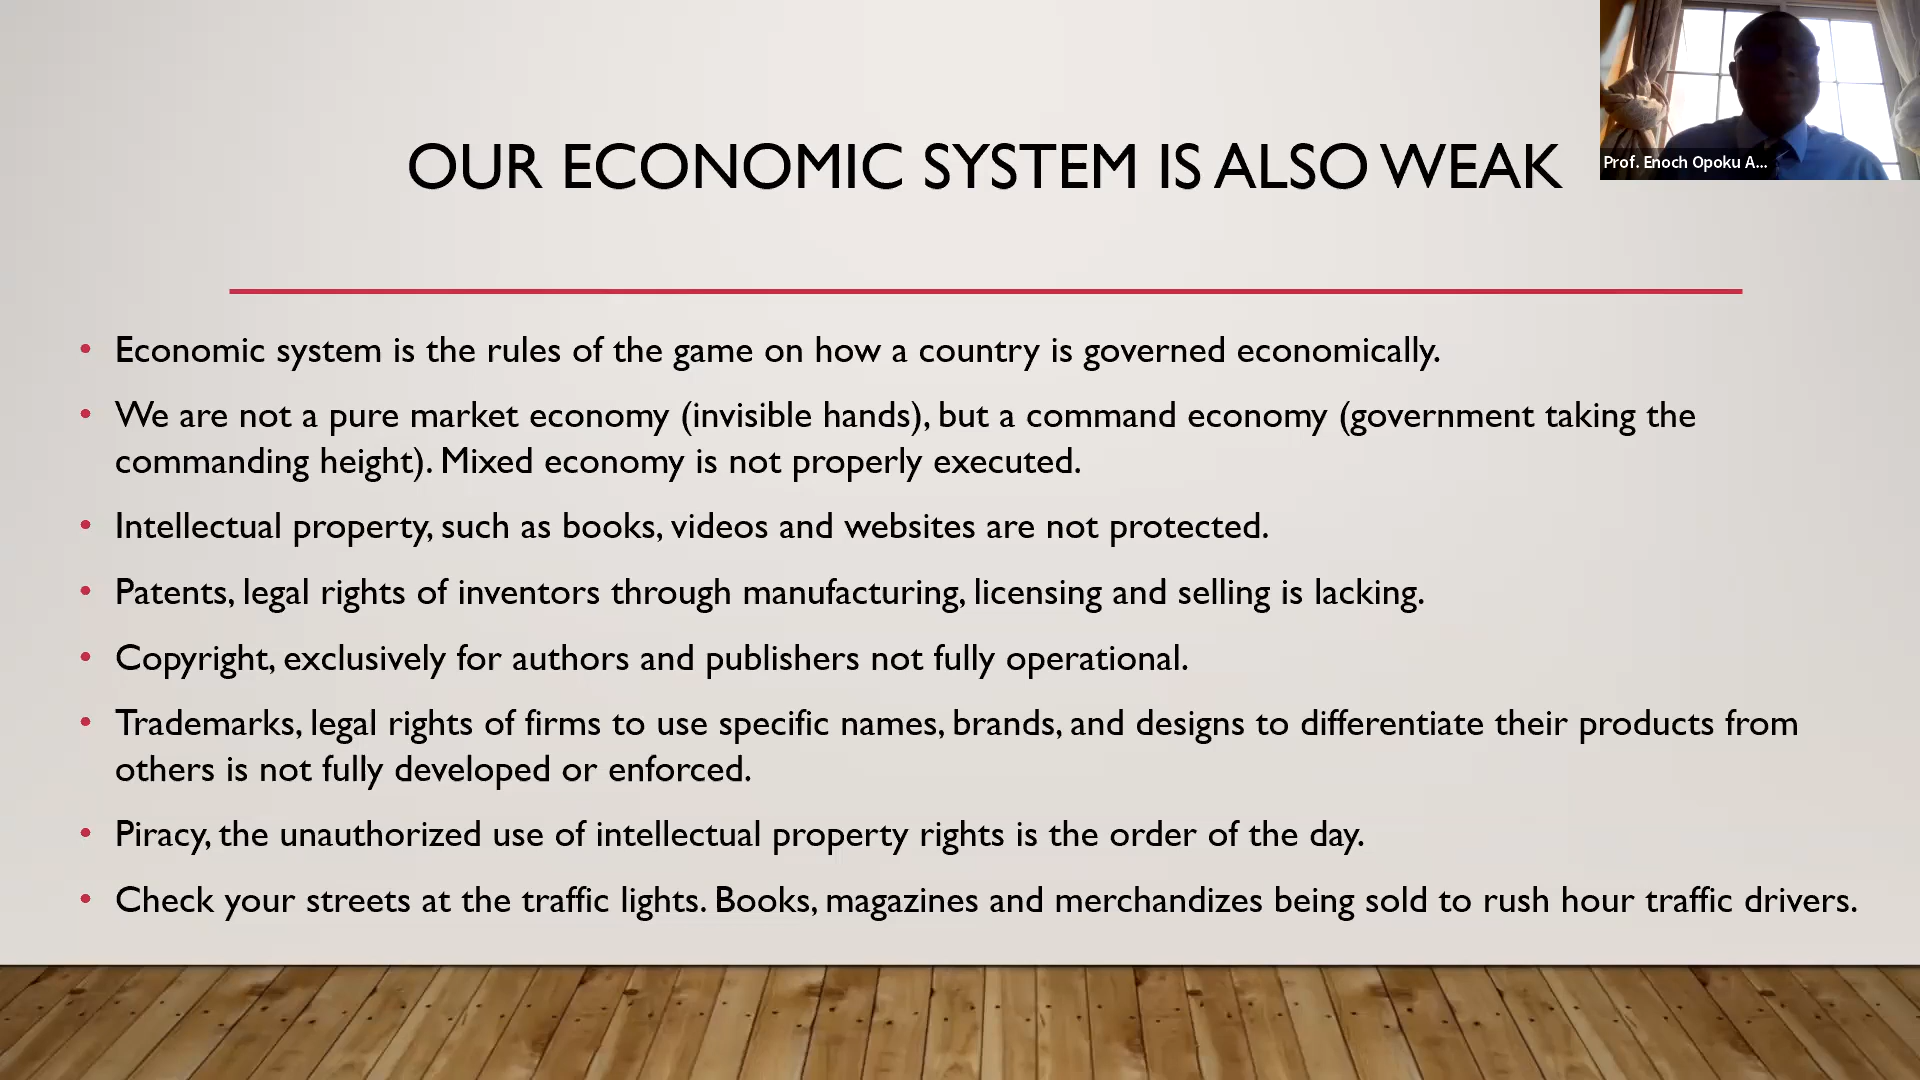 OUR ECONOMIC SYSTEM IS ALSO WEAK
Prof. Enoch Opoku A...
• Economic system is the rules of the game on how a country is governed economically.
• We are not a pure market economy (invisible hands), but a command economy (government taking the
commanding height). Mixed economy is not properly executed.
• Intellectual property, such as books, videos and websites are not protected.
• Patents, legal rights of inventors through manufacturing, licensing and selling is lacking.
• Copyright, exclusively for authors and publishers not fully operational.
• Trademarks, legal rights of firms to use specific names, brands, and designs to differentiate their products from
others is not fully developed or enforced.
• Piracy, the unauthorized use of intellectual property rights is the order of the day.
• Check your streets at the traffic lights. Books, magazines and merchandizes being sold to rush hour traffic drivers.